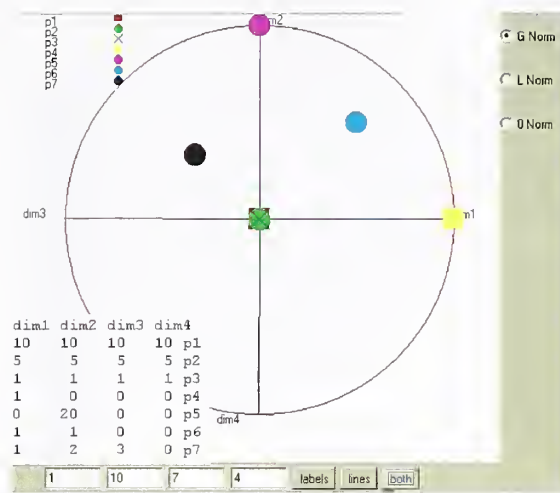 p1
p2
p3
p4
p5
p6
p7
m2
G Norm
L Norm
0 Norm
dim3
m1
dim1 dim2 dim3 dim4
10 10 10 10 p1
5 5 5 5 p2
1 1 1 1 p3
1 0 0 0 p4
0 20 0 0 p5
1 1 0 0 p6
1 2 3 0 p7
dim4
1 10 7 4 labels lines both